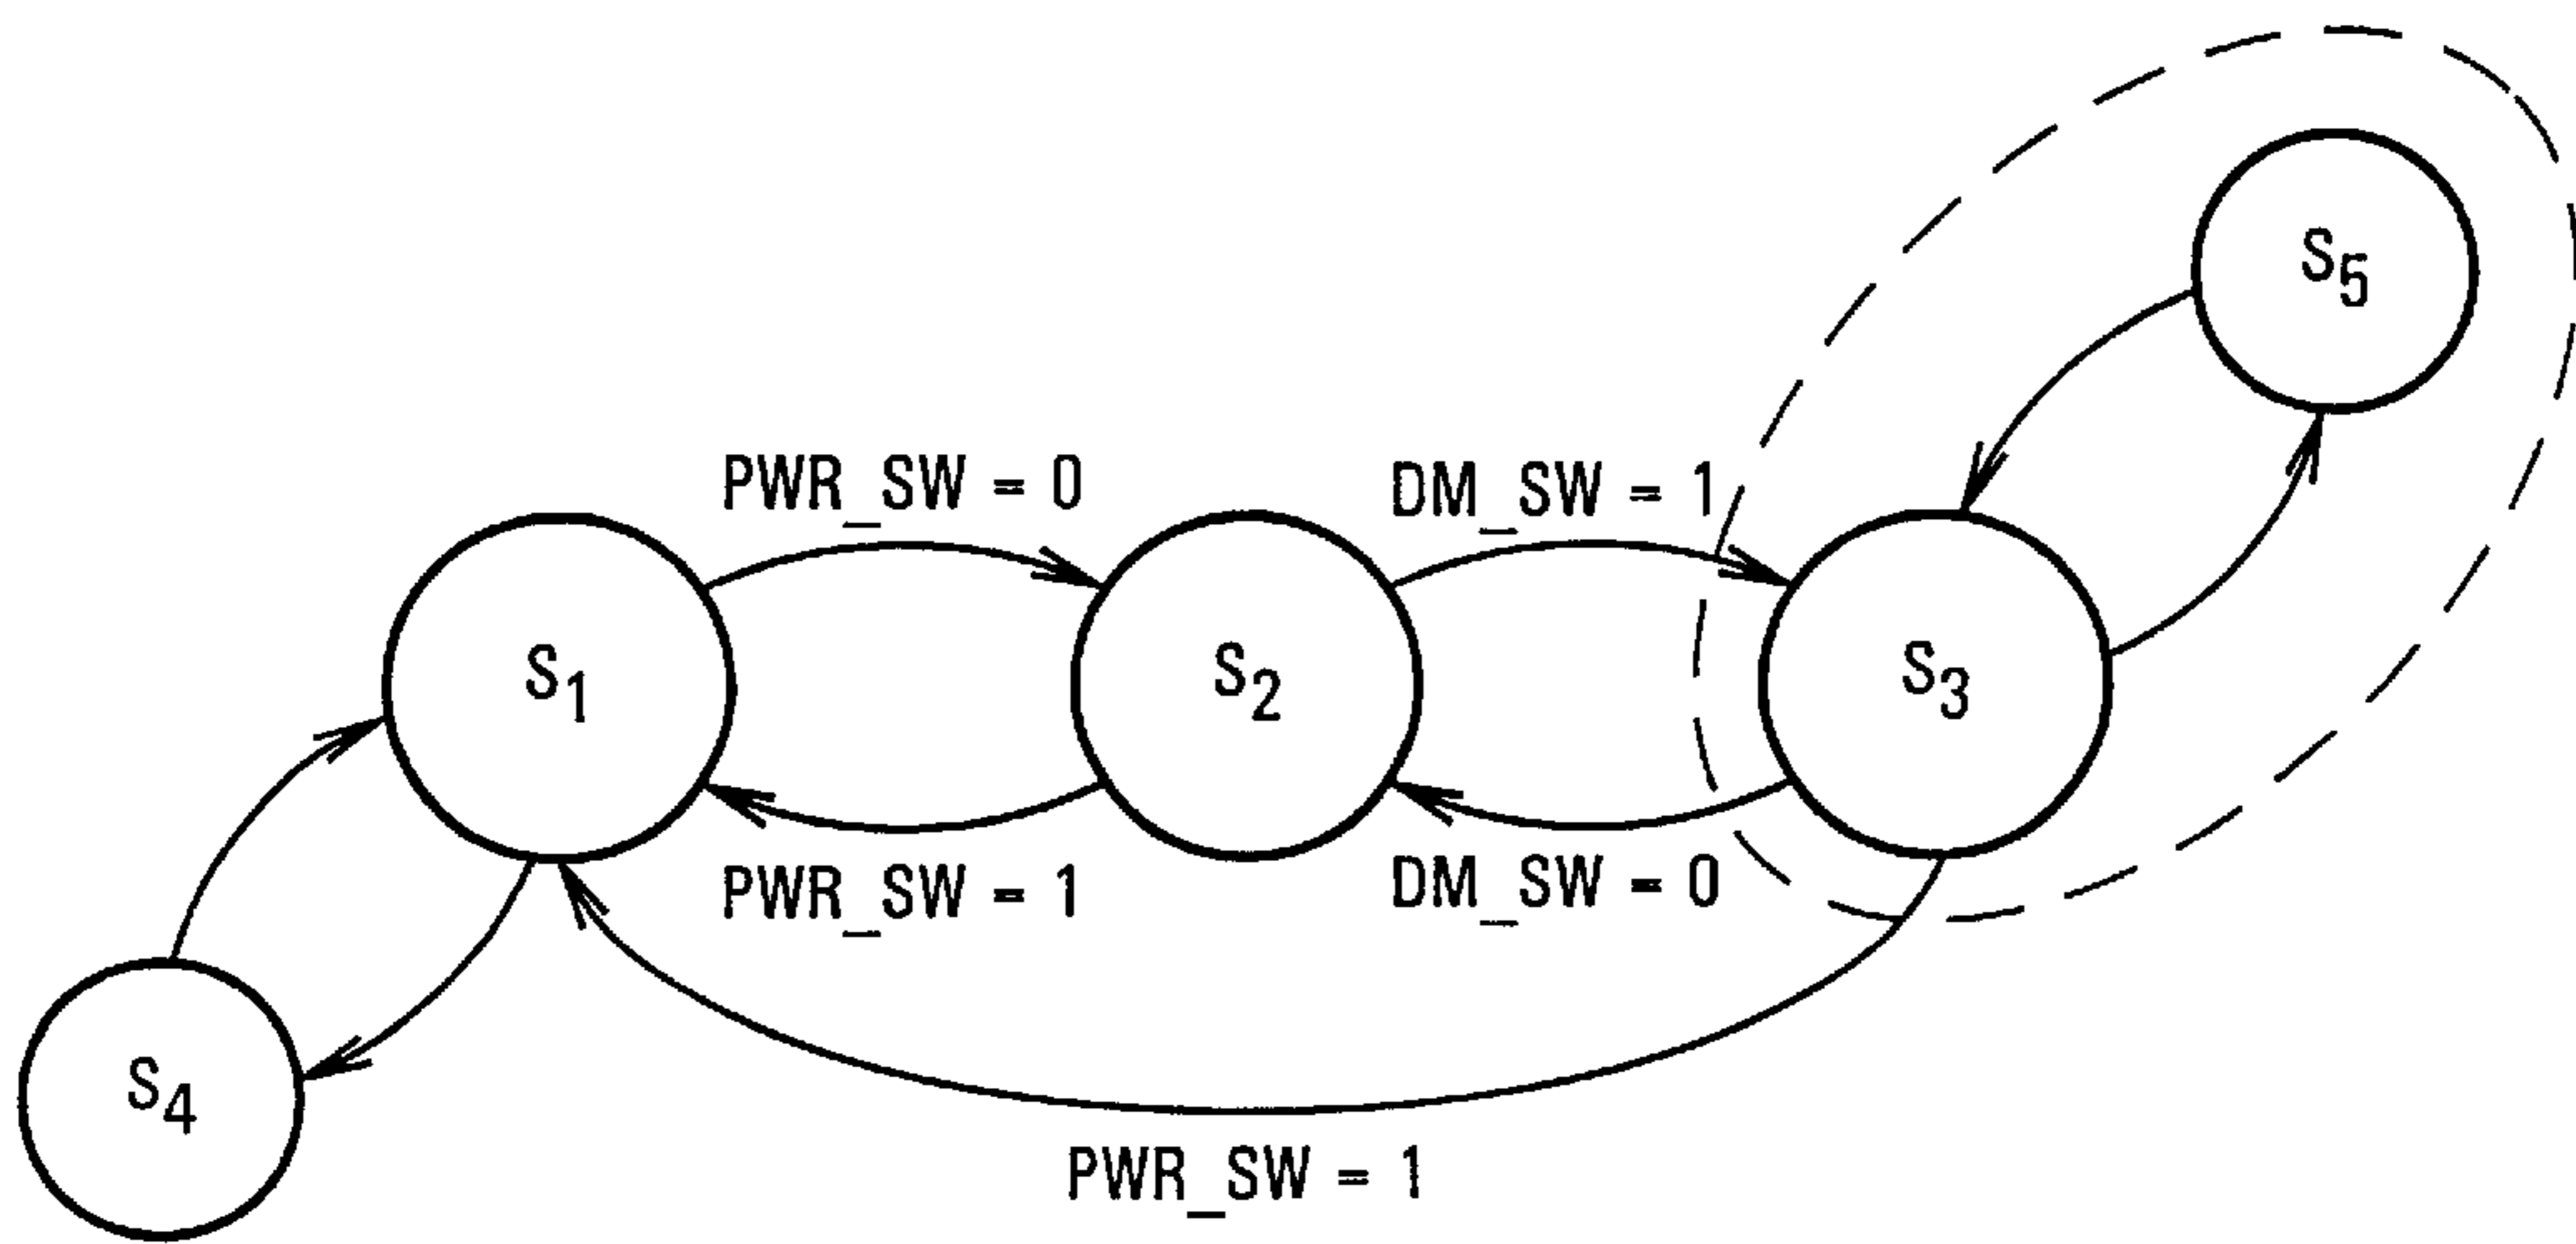 S5
PWR_SW = 0
DM_SW = 1
S1
S2
S3
PWR_SW = 1
DM_SW = 0
S4
PWR_SW = 1